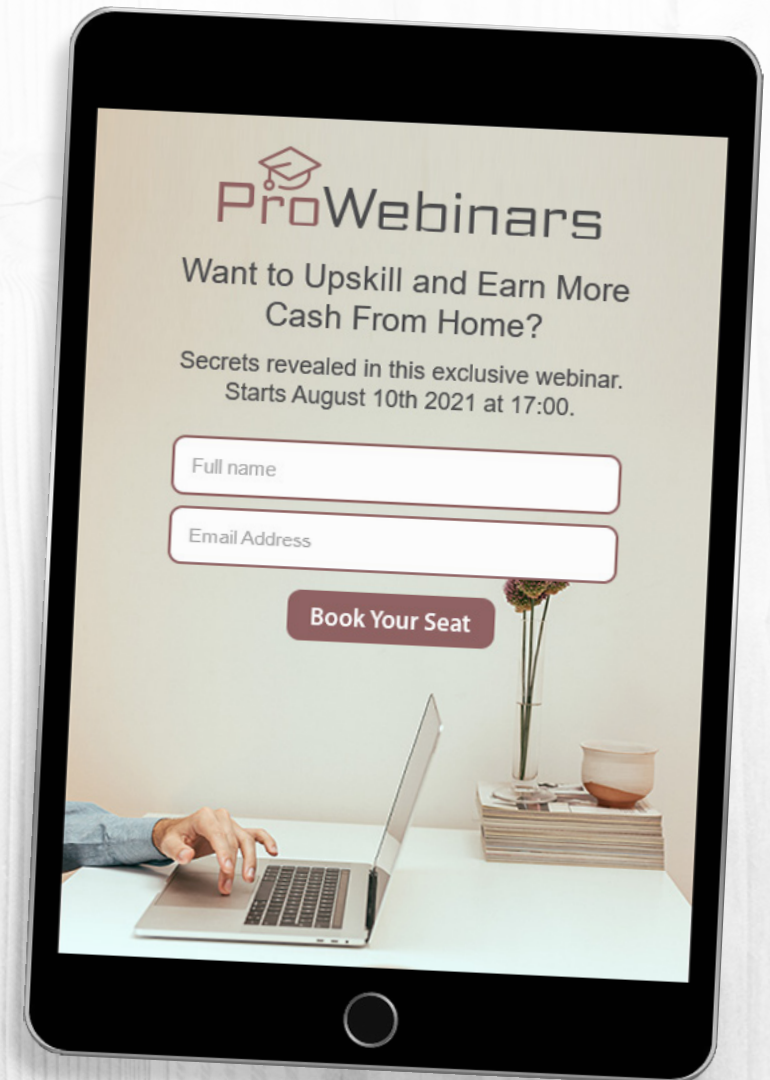 ProWebinars
Want to Upskill and Earn More
Cash From Home?
Secrets revealed in this exclusive webinar.
Starts August 10th 2021 at 17:00.
Full name
Email Address
Book Your Seat